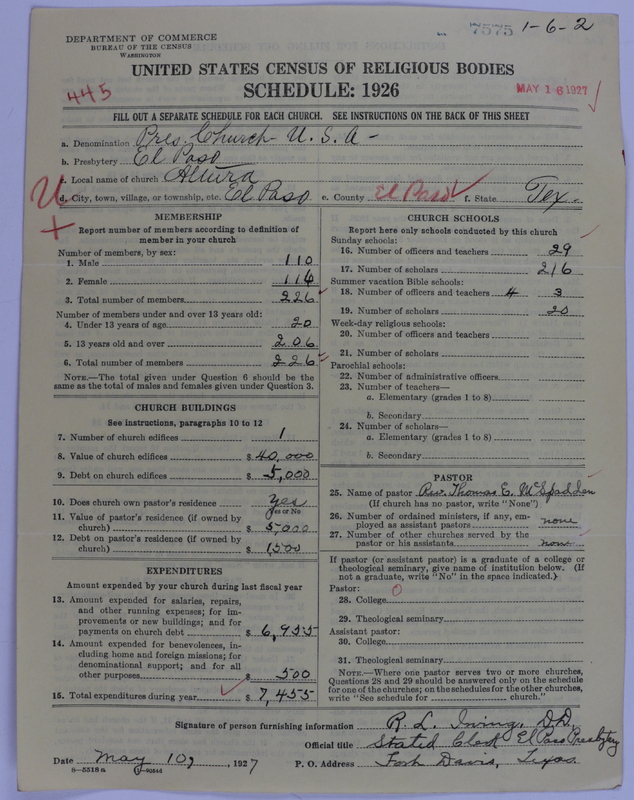 7575 1-6-2
DEPARTMENT OF COMMERCE
BUREAU OF THE CENSUS
WASHINGTON
UNITED STATES CENSUS OF RELIGIOUS BODIES
SCHEDULE: 1926
445
MAY 16 1927
FILL OUT A SEPARATE SCHEDULE FOR EACH CHURCH. SEE INSTRUCTIONS ON THE BACK OF THIS SHEET
a. Denomination Pres. Church - U. S. A -
b. Presbytery El Paso
c. Local name of church Altura
d. City, town, village, or township, etc. El Paso e. County El Paso f. State Tex.
MEMBERSHIP
Report number of members according to definition of
member in your church
Number of members, by sex:
1. Male 110
2. Female 116
3. Total number of members 226
Number of members under and over 13 years old:
4. Under 13 years of age 20
5. 13 years old and over 206
6. Total number of members 226
NOTE.—The total given under Question 6 should be the
same as the total of males and females given under Question 3.
CHURCH BUILDINGS
See instructions, paragraphs 10 to 12
7. Number of church edifices 1
8. Value of church edifices $ 40,000
9. Debt on church edifices $ 5,000
10. Does church own pastor's residence Yes
Yes or No
11. Value of pastor's residence (if owned by
church) $ 5,000
12. Debt on pastor's residence (if owned by
church) $ 1500
EXPENDITURES
Amount expended by your church during last fiscal year
13. Amount expended for salaries, repairs,
and other running expenses; for im-
provements or new buildings; and for
payments on church debt $ 6,955
14. Amount expended for benevolences, in-
cluding home and foreign missions; for
denominational support; and for all
other purposes $ 500
15. Total expenditures during year $ 7,455
CHURCH SCHOOLS
Report here only schools conducted by this church
Sunday schools:
16. Number of officers and teachers 29
17. Number of scholars 216
Summer vacation Bible schools:
18. Number of officers and teachers 4 3
19. Number of scholars 20
Week-day religious schools:
20. Number of officers and teachers
21. Number of scholars
Parochial schools:
22. Number of administrative officers
23. Number of teachers—
a. Elementary (grades 1 to 8)
b. Secondary
24. Number of scholars—
a. Elementary (grades 1 to 8)
b. Secondary
PASTOR
25. Name of pastor Rev. Thomas E. McSpadden
(If church has no pastor, write "None")
26. Number of ordained ministers, if any, em-
ployed as assistant pastors none
27. Number of other churches served by the
pastor or his assistants none
If pastor (or assistant pastor) is a graduate of a college or
theological seminary, give name of institution below. (If
not a graduate, write "No" in the space indicated.)
Pastor: O
28. College
29. Theological seminary
Assistant pastor:
30. College
31. Theological seminary
NOTE.—Where one pastor serves two or more churches,
Questions 28 and 29 should be answered only on the schedule
for one of the churches; on the schedules for the other churches,
write "See schedule for church."
Signature of person furnishing information R. L. Irving, D.D.
Official title Stated Clerk El Paso Presbytery
Date May 10, 1927 P. O. Address Fort Davis, Texas.